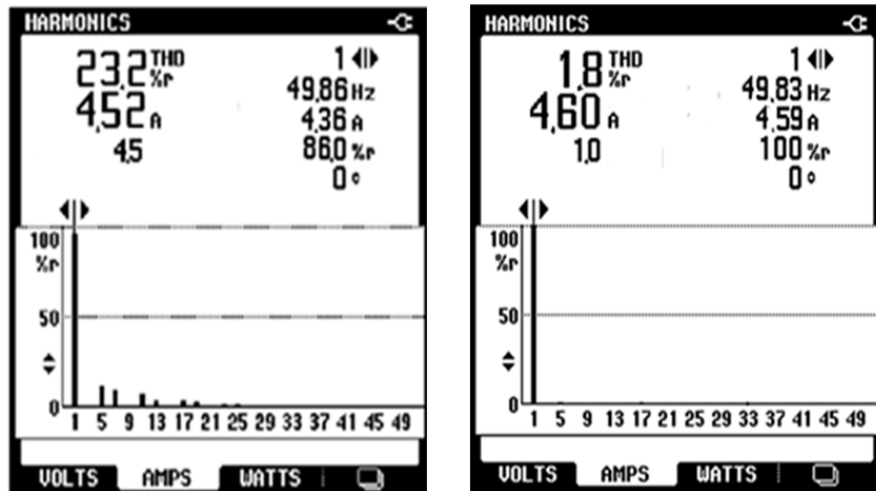 HARMONICS
23,2 THD %r
4,52 A
4,5
1
49,86 Hz
4,36 A
86,0 %r
0 °
100
%r
50
0
1 5 9 13 17 21 25 29 33 37 41 45 49
VOLTS AMPS WATTS
HARMONICS
1,8 THD %r
4,60 A
1,0
1
49,83 Hz
4,59 A
100 %r
0 °
100
%r
50
0
1 5 9 13 17 21 25 29 33 37 41 45 49
VOLTS AMPS WATTS